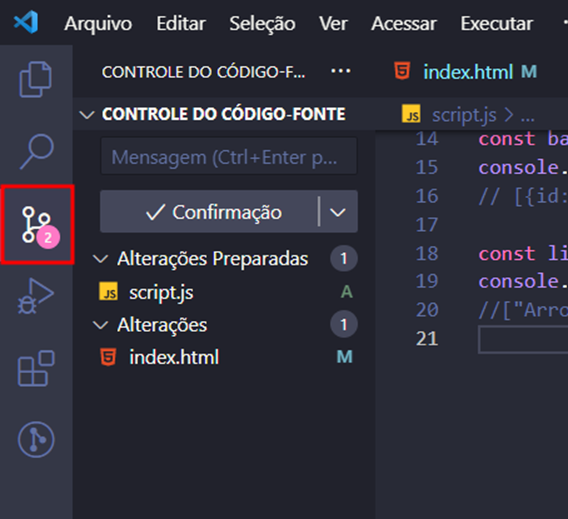 Arquivo Editar Seleção Ver Acessar Executar
CONTROLE DO CÓDIGO-F... ··· index.html M
CONTROLE DO CÓDIGO-FONTE
JS script.js > ...
Mensagem (Ctrl+Enter p...
Confirmação
2
Alterações Preparadas 1
JS script.js A
Alterações 1
index.html M
14 const ba
15 console.
16 // [{id:
17
18 const li
19 console.
20 //["Arro
21